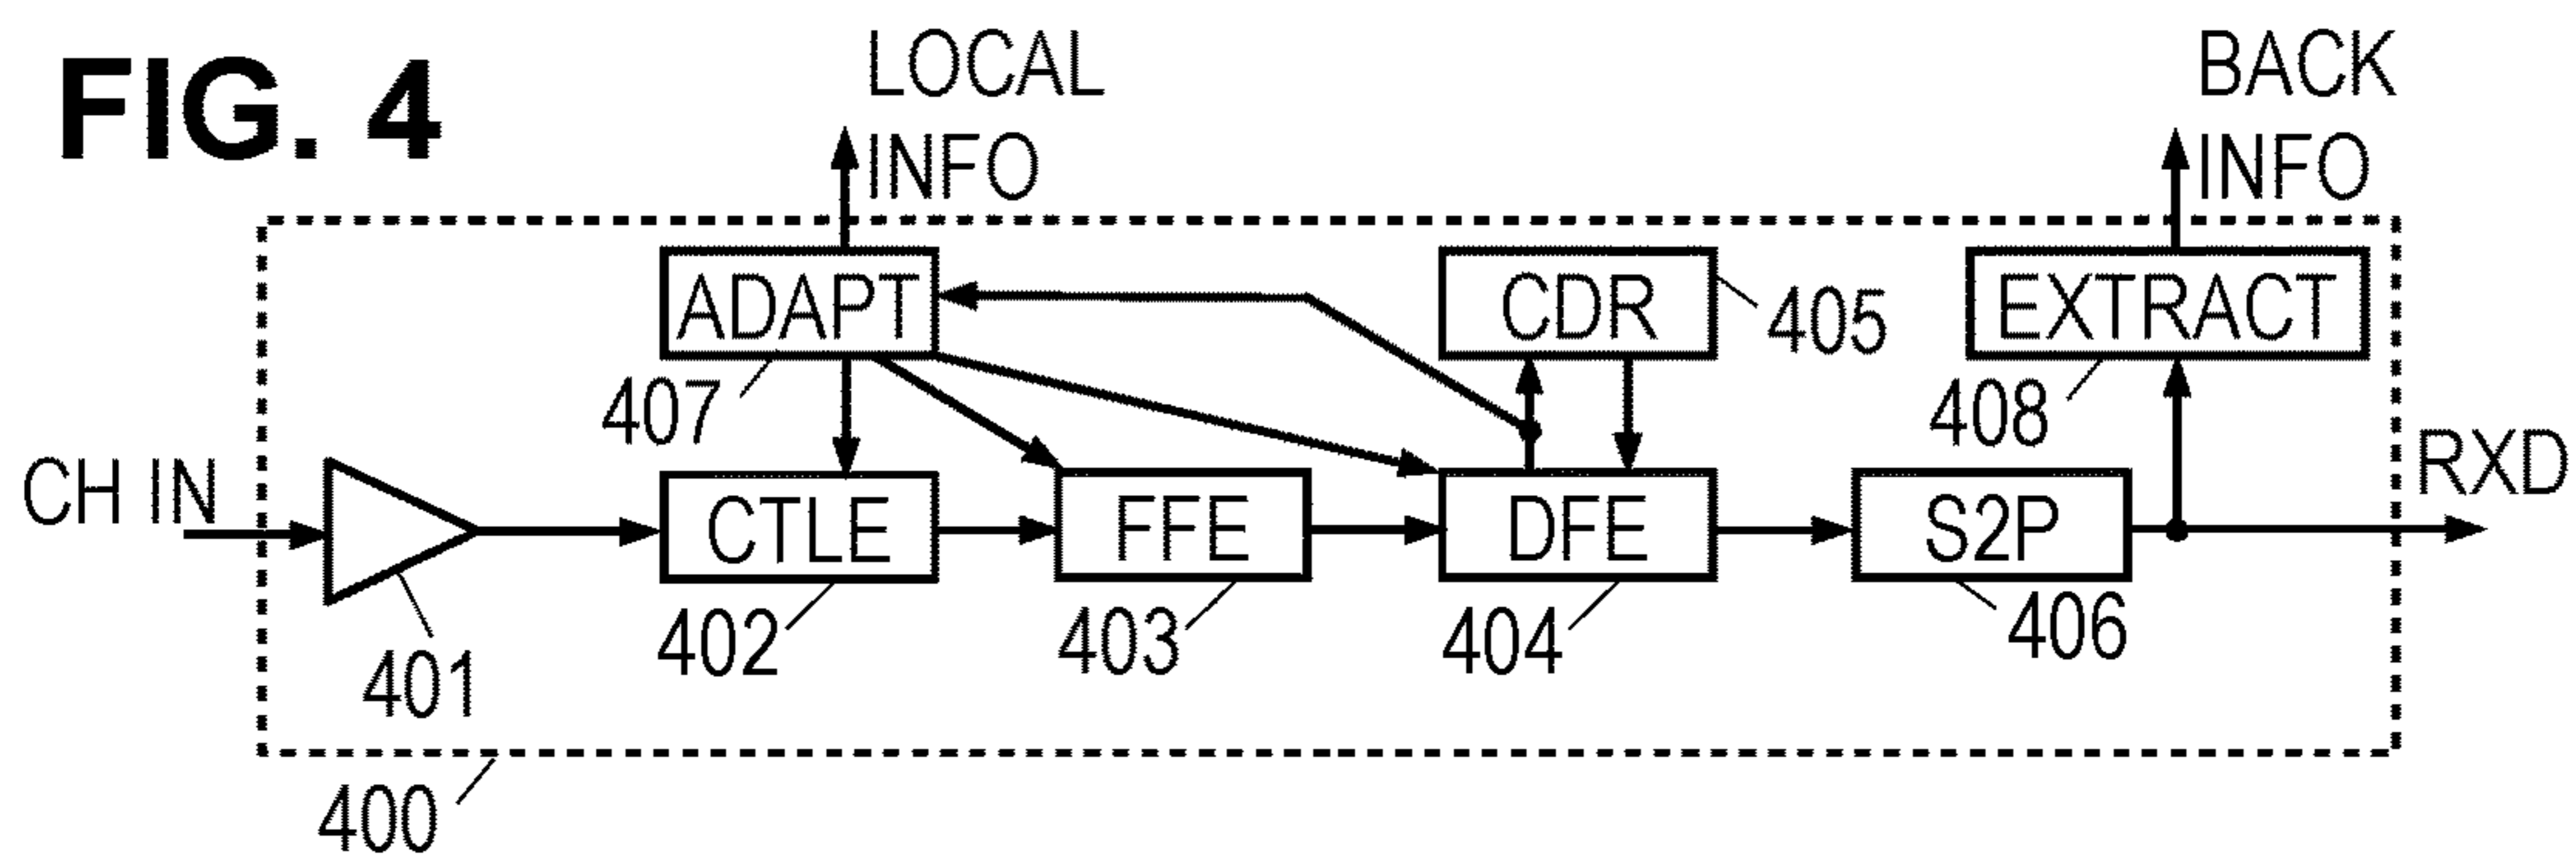 FIG. 4
LOCAL
INFO
BACK
INFO
ADAPT
CDR
405
EXTRACT
407
408
CH IN
RXD
CTLE
FFE
DFE
S2P
401
402
403
404
406
400